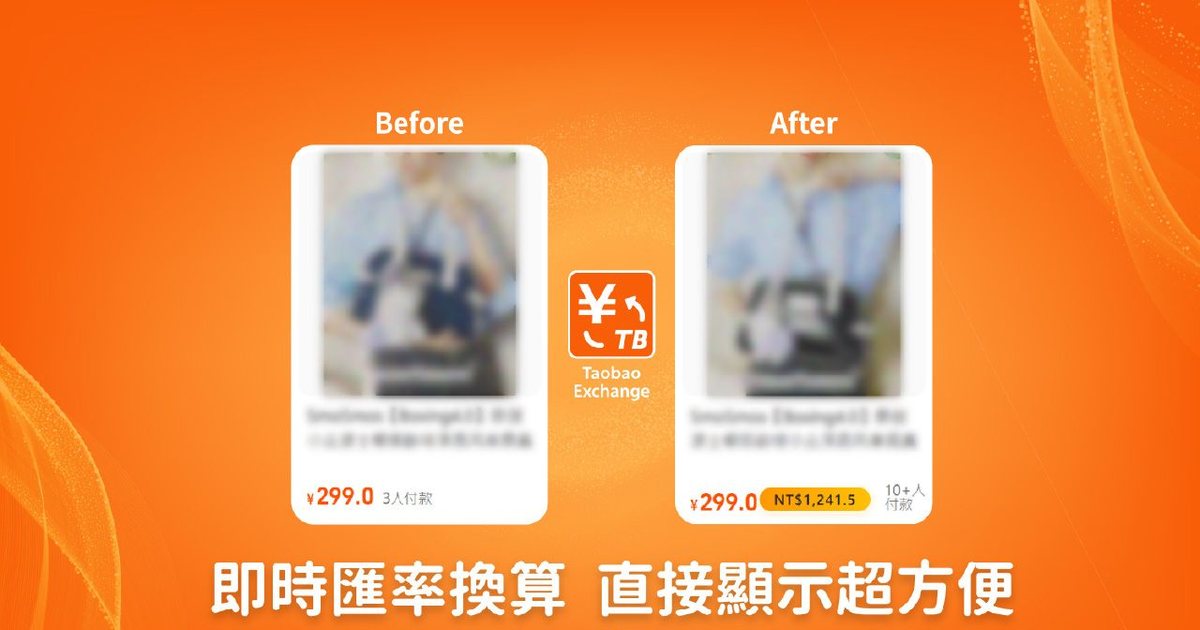 Before
After
¥
TB
Taobao
Exchange
¥299.0 3人付款
¥299.0 NT$1,241.5 10+人
付款
即時匯率換算 直接顯示超方便